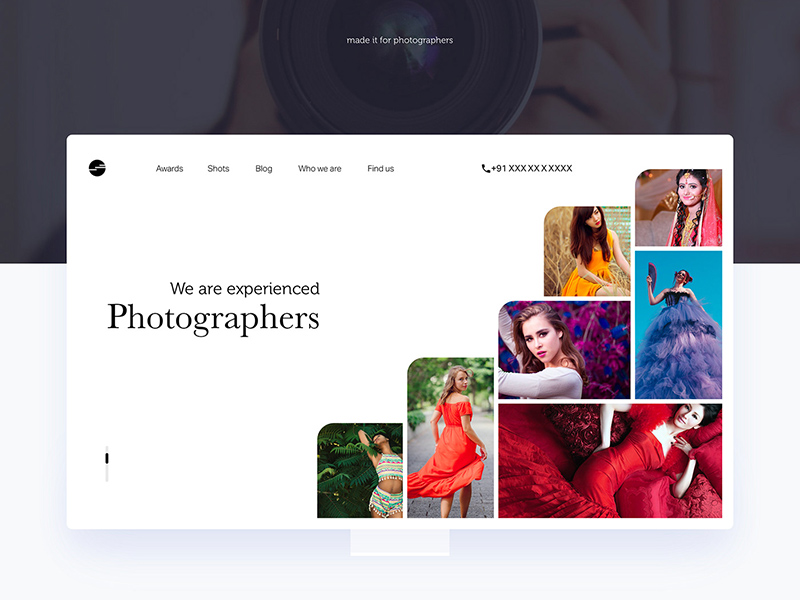 made it for photographers
Awards Shots Blog Who we are Find us +91 XXX XX X XXXX
We are experienced
Photographers